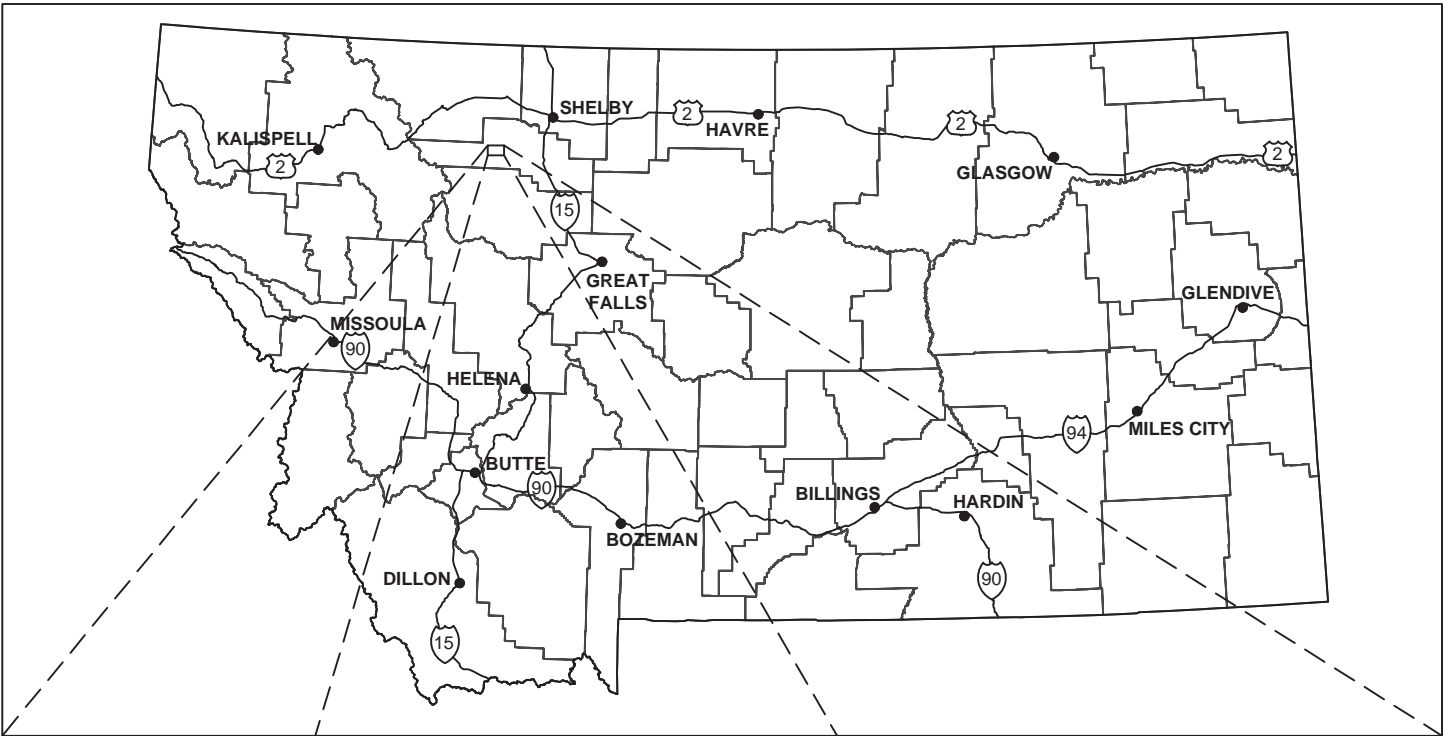 SHELBY
2
HAVRE
2
KALISPELL
2
GLASGOW
2
15
GREAT
FALLS
GLENDIVE
MISSOULA
90
HELENA
94
MILES CITY
BUTTE
90
BILLINGS
HARDIN
BOZEMAN
DILLON
90
15